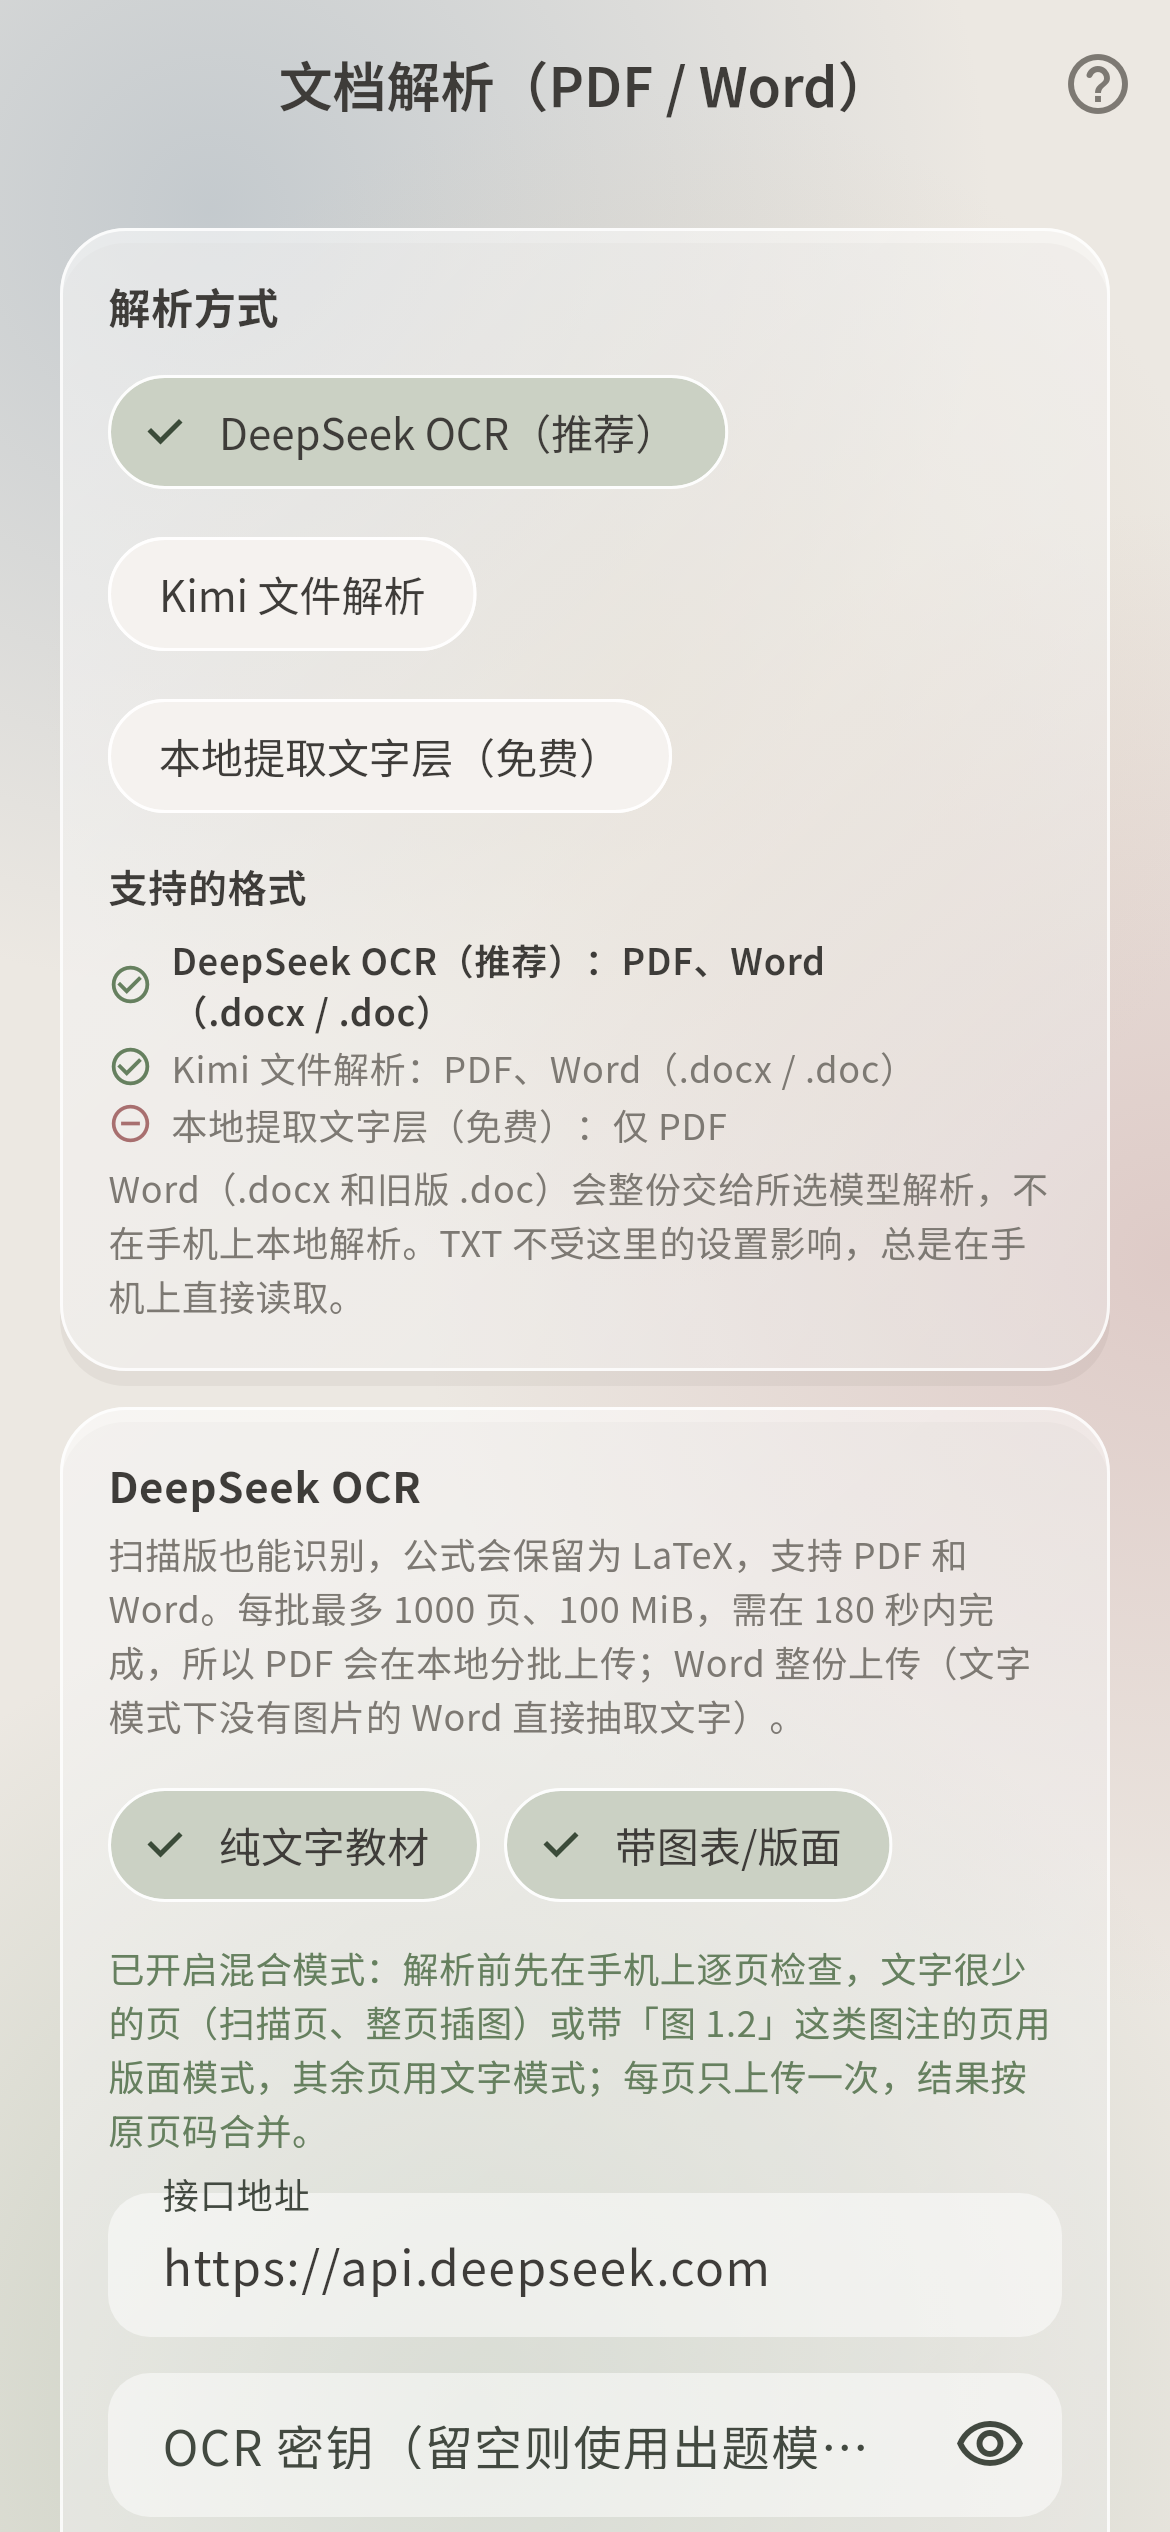 文档解析（PDF / Word）
解析方式
DeepSeek OCR（推荐）
Kimi 文件解析
本地提取文字层（免费）
支持的格式
DeepSeek OCR（推荐）：PDF、Word
（.docx / .doc）
Kimi 文件解析：PDF、Word（.docx / .doc）
本地提取文字层（免费）：仅 PDF
Word（.docx 和旧版 .doc）会整份交给所选模型解析，不
在手机上本地解析。TXT 不受这里的设置影响，总是在手
机上直接读取。
DeepSeek OCR
扫描版也能识别，公式会保留为 LaTeX，支持 PDF 和
Word。每批最多 1000 页、100 MiB，需在 180 秒内完
成，所以 PDF 会在本地分批上传；Word 整份上传（文字
模式下没有图片的 Word 直接抽取文字）。
纯文字教材
带图表/版面
已开启混合模式：解析前先在手机上逐页检查，文字很少
的页（扫描页、整页插图）或带「图 1.2」这类图注的页用
版面模式，其余页用文字模式；每页只上传一次，结果按
原页码合并。
接口地址
https://api.deepseek.com
OCR 密钥（留空则使用出题模…